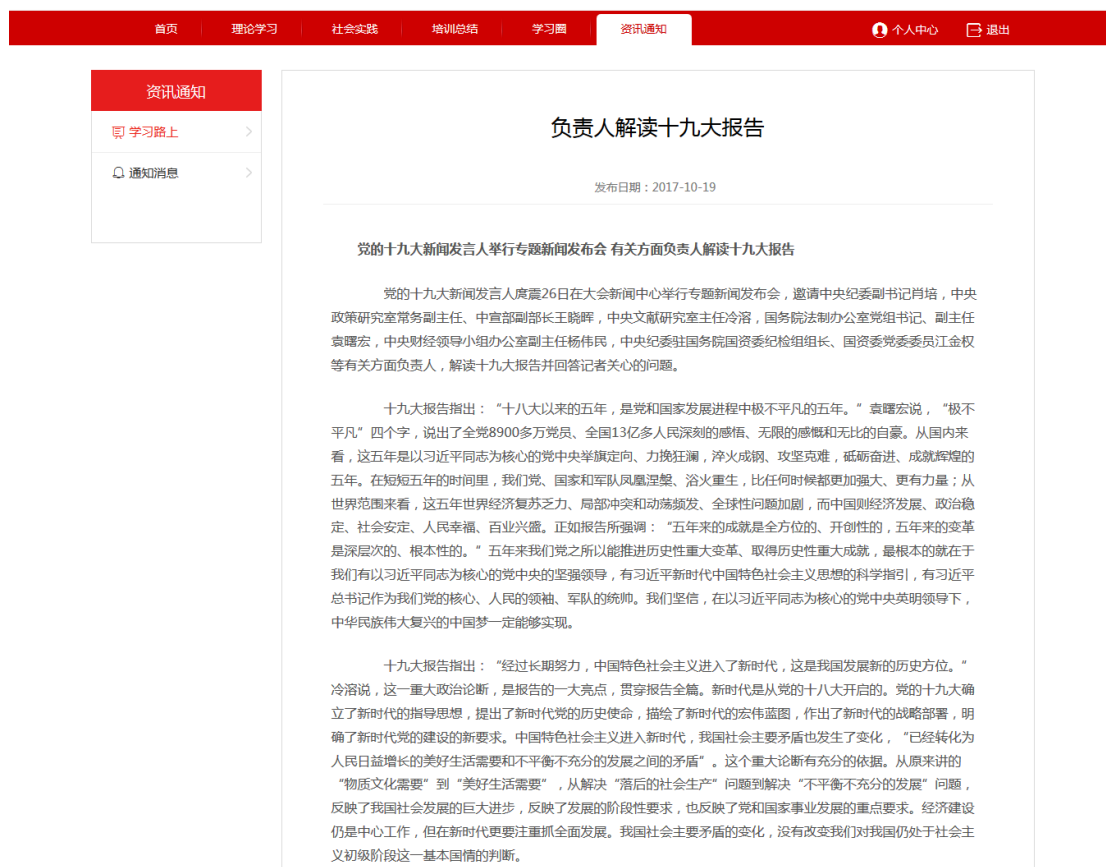 首页 理论学习 社会实践 培训总结 学习圈 资讯通知 个人中心 退出
资讯通知
学习路上
通知消息
负责人解读十九大报告
发布日期：2017-10-19
党的十九大新闻发言人举行专题新闻发布会 有关方面负责人解读十九大报告
党的十九大新闻发言人庹震26日在大会新闻中心举行专题新闻发布会，邀请中央纪委副书记肖培，中央
政策研究室常务副主任、中宣部副部长王晓晖，中央文献研究室主任冷溶，国务院法制办公室党组书记、副主任
袁曙宏，中央财经领导小组办公室副主任杨伟民，中央纪委驻国务院国资委纪检组组长、国资委党委委员江金权
等有关方面负责人，解读十九大报告并回答记者关心的问题。
十九大报告指出：“十八大以来的五年，是党和国家发展进程中极不平凡的五年。”袁曙宏说，“极不
平凡”四个字，说出了全党8900多万党员、全国13亿多人民深刻的感悟、无限的感慨和无比的自豪。从国内来
看，这五年是以习近平同志为核心的党中央举旗定向、力挽狂澜，淬火成钢、攻坚克难，砥砺奋进、成就辉煌的
五年。在短短五年的时间里，我们党、国家和军队凤凰涅槃、浴火重生，比任何时候都更加强大、更有力量；从
世界范围来看，这五年世界经济复苏乏力、局部冲突和动荡频发、全球性问题加剧，而中国则经济发展、政治稳
定、社会安定、人民幸福、百业兴盛。正如报告所强调：“五年来的成就是全方位的、开创性的，五年来的变革
是深层次的、根本性的。”五年来我们党之所以能推进历史性重大变革、取得历史性重大成就，最根本的就在于
我们有以习近平同志为核心的党中央的坚强领导，有习近平新时代中国特色社会主义思想的科学指引，有习近平
总书记作为我们党的核心、人民的领袖、军队的统帅。我们坚信，在以习近平同志为核心的党中央英明领导下，
中华民族伟大复兴的中国梦一定能够实现。
十九大报告指出：“经过长期努力，中国特色社会主义进入了新时代，这是我国发展新的历史方位。”
冷溶说，这一重大政治论断，是报告的一大亮点，贯穿报告全篇。新时代是从党的十八大开启的。党的十九大确
立了新时代的指导思想，提出了新时代党的历史使命，描绘了新时代的宏伟蓝图，作出了新时代的战略部署，明
确了新时代党的建设的新要求。中国特色社会主义进入新时代，我国社会主要矛盾也发生了变化，“已经转化为
人民日益增长的美好生活需要和不平衡不充分的发展之间的矛盾”。这个重大论断有充分的依据。从原来讲的
“物质文化需要”到“美好生活需要”，从解决“落后的社会生产”问题到解决“不平衡不充分的发展”问题，
反映了我国社会发展的巨大进步，反映了发展的阶段性要求，也反映了党和国家事业发展的重点要求。经济建设
仍是中心工作，但在新时代更要注重抓全面发展。我国社会主要矛盾的变化，没有改变我们对我国仍处于社会主
义初级阶段这一基本国情的判断。